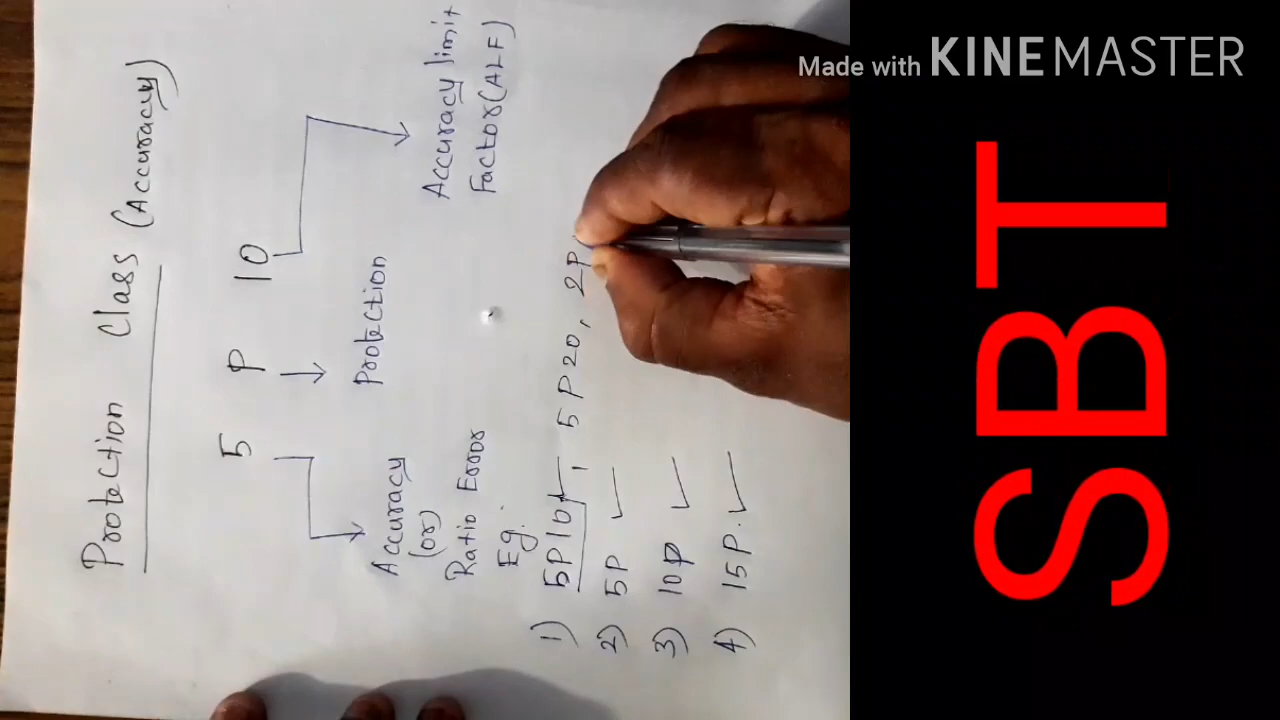 Protection Class (Accuracy)
5 P 10
Accuracy
(or)
Ratio Error
Protection
Accuracy limit
Factor (ALF)
Eg:
1) 5P10, 5P20, 2P
2) 5P
3) 10P
4) 15P.
Made with KINEMASTER
SBT